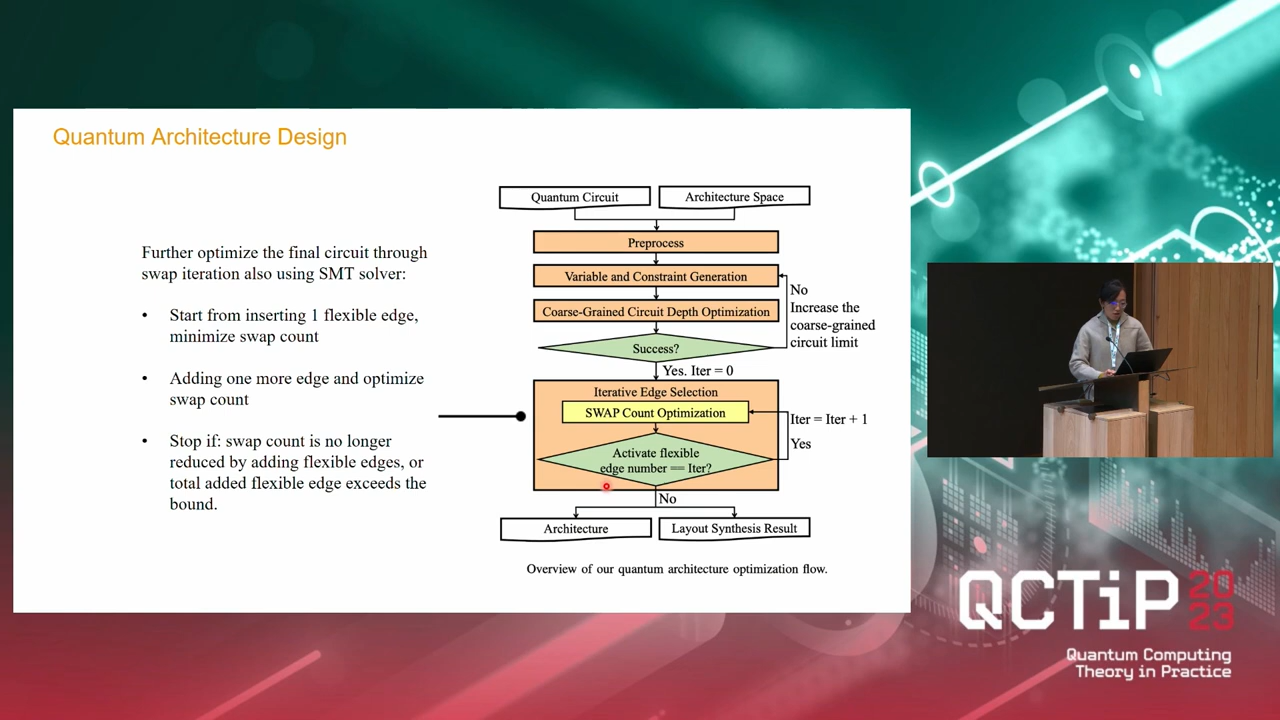 Quantum Architecture Design
Further optimize the final circuit through
swap iteration also using SMT solver:
• Start from inserting 1 flexible edge,
minimize swap count
• Adding one more edge and optimize
swap count
• Stop if: swap count is no longer
reduced by adding flexible edges, or
total added flexible edge exceeds the
bound.
Quantum Circuit
Architecture Space
Preprocess
Variable and Constraint Generation
Coarse-Grained Circuit Depth Optimization
No
Increase the
coarse-grained
circuit limit
Success?
Yes. Iter = 0
Iterative Edge Selection
SWAP Count Optimization
Iter = Iter + 1
Yes
Activate flexible
edge number == Iter?
No
Architecture
Layout Synthesis Result
Overview of our quantum architecture optimization flow.
QCTiP 20
23
Quantum Computing
Theory in Practice